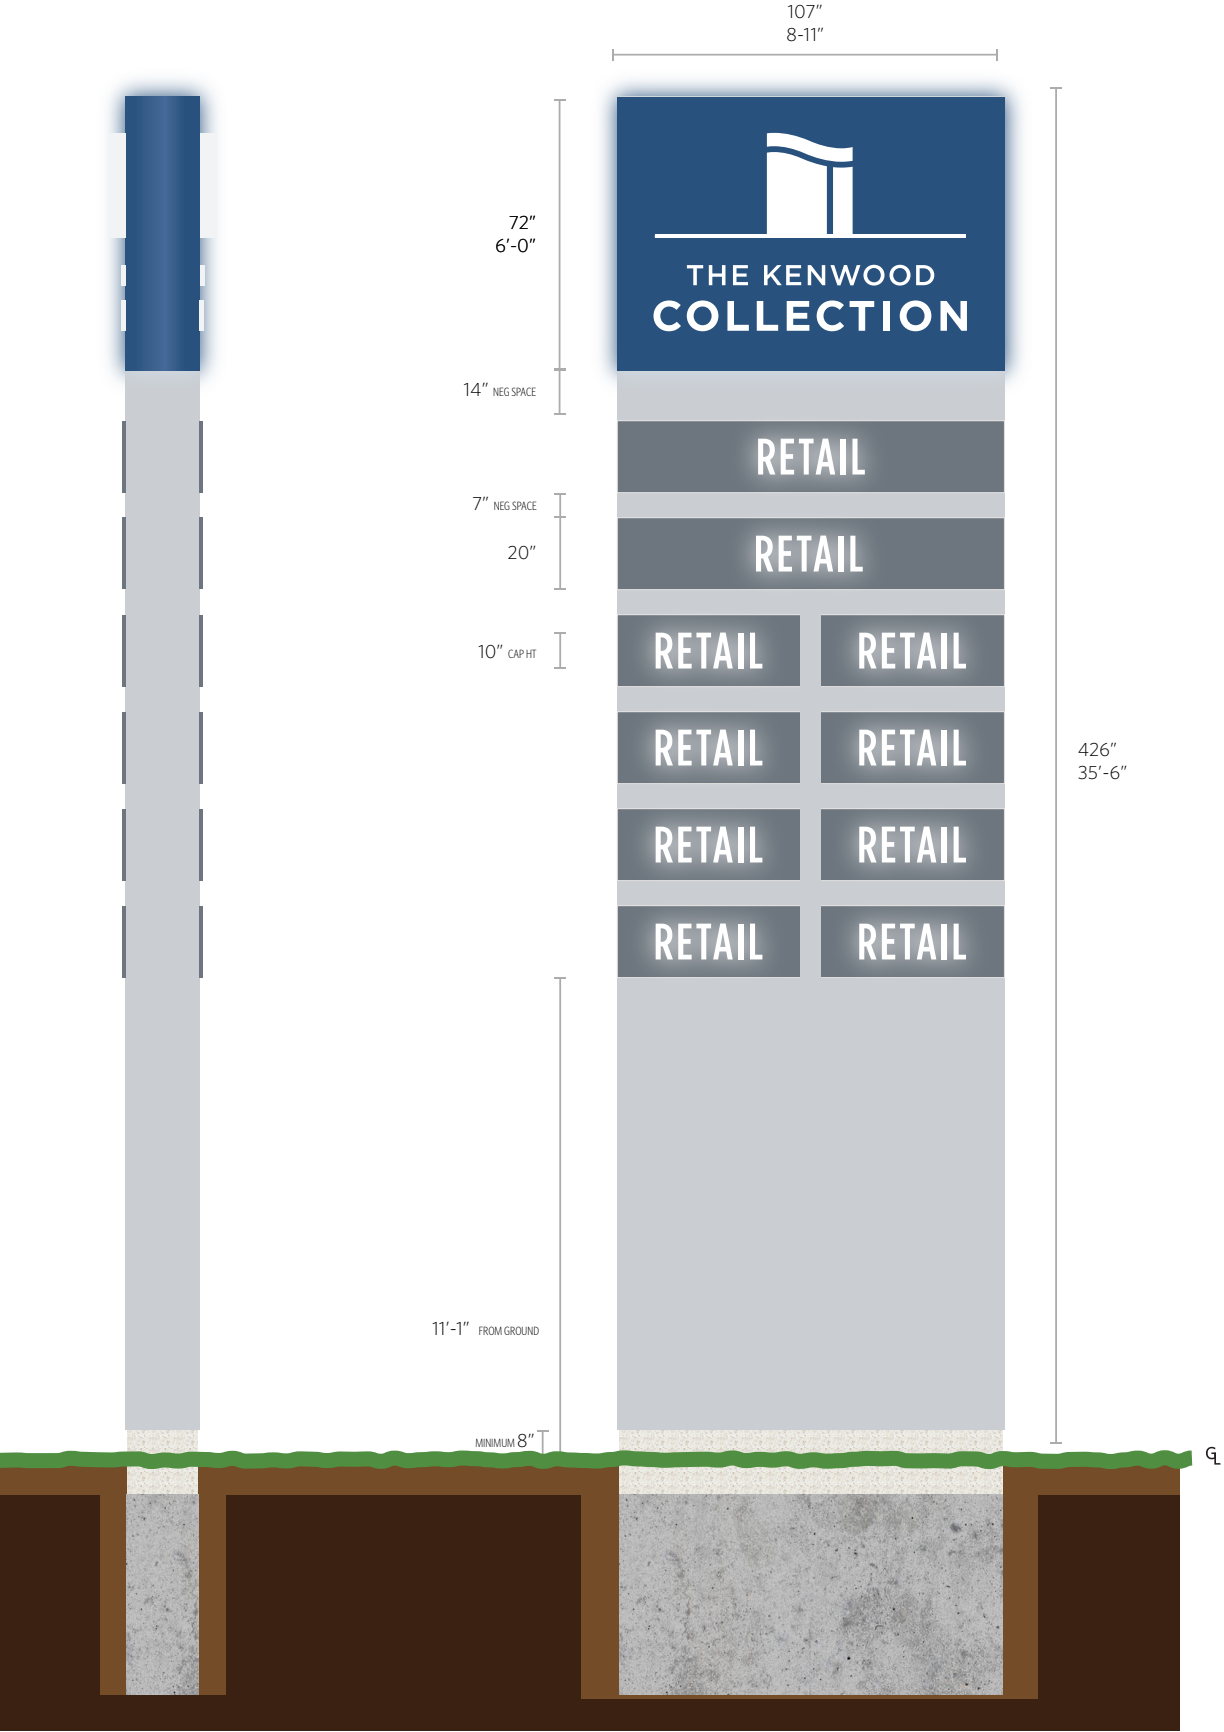 107”
8-11”
72”
6’-0”
THE KENWOOD
COLLECTION
14” NEG SPACE
RETAIL
7” NEG SPACE
20”
RETAIL
10” CAP HT
RETAIL RETAIL
RETAIL RETAIL
426”
35’-6”
RETAIL RETAIL
RETAIL RETAIL
11’-1” FROM GROUND
MINIMUM 8”
GL